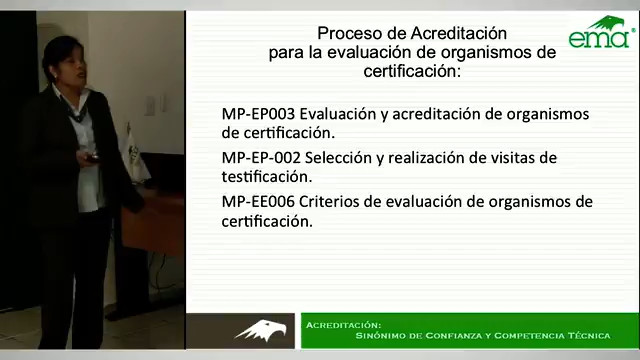 Proceso de Acreditación
para la evaluación de organismos de
certificación:
ema®
MP-EP003 Evaluación y acreditación de organismos
de certificación.
MP-EP-002 Selección y realización de visitas de
testificación.
MP-EE006 Criterios de evaluación de organismos de
certificación.
ACREDITACIÓN:
SINÓNIMO DE CONFIANZA Y COMPETENCIA TÉCNICA